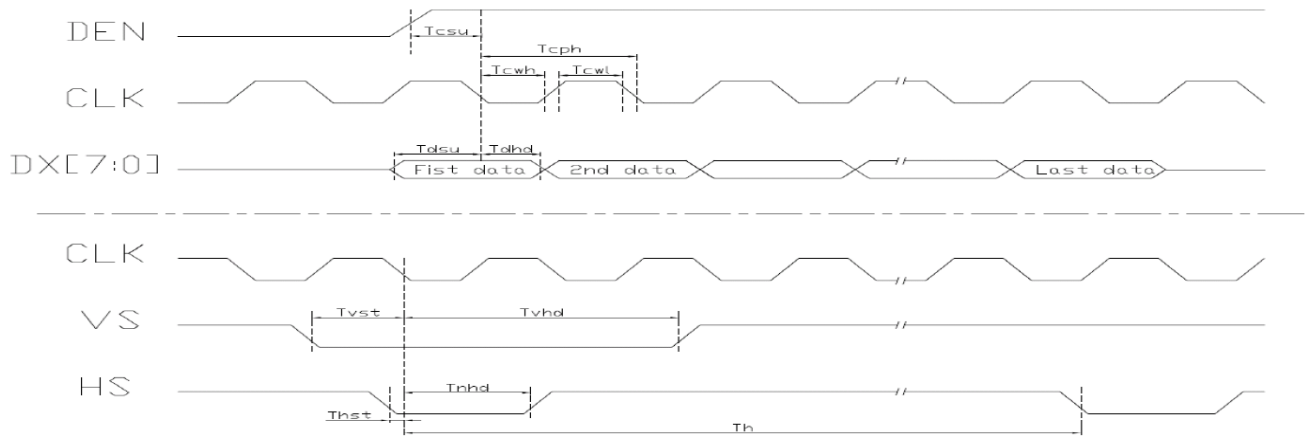 DEN
Tcsu
Tcph
Tcwh
Tcwl
CLK
Tdsu
Tdhd
DX[7:0]
Fist data
2nd data
Last data
CLK
Tvst
Tvhd
VS
HS
Tnhd
Thst
Th